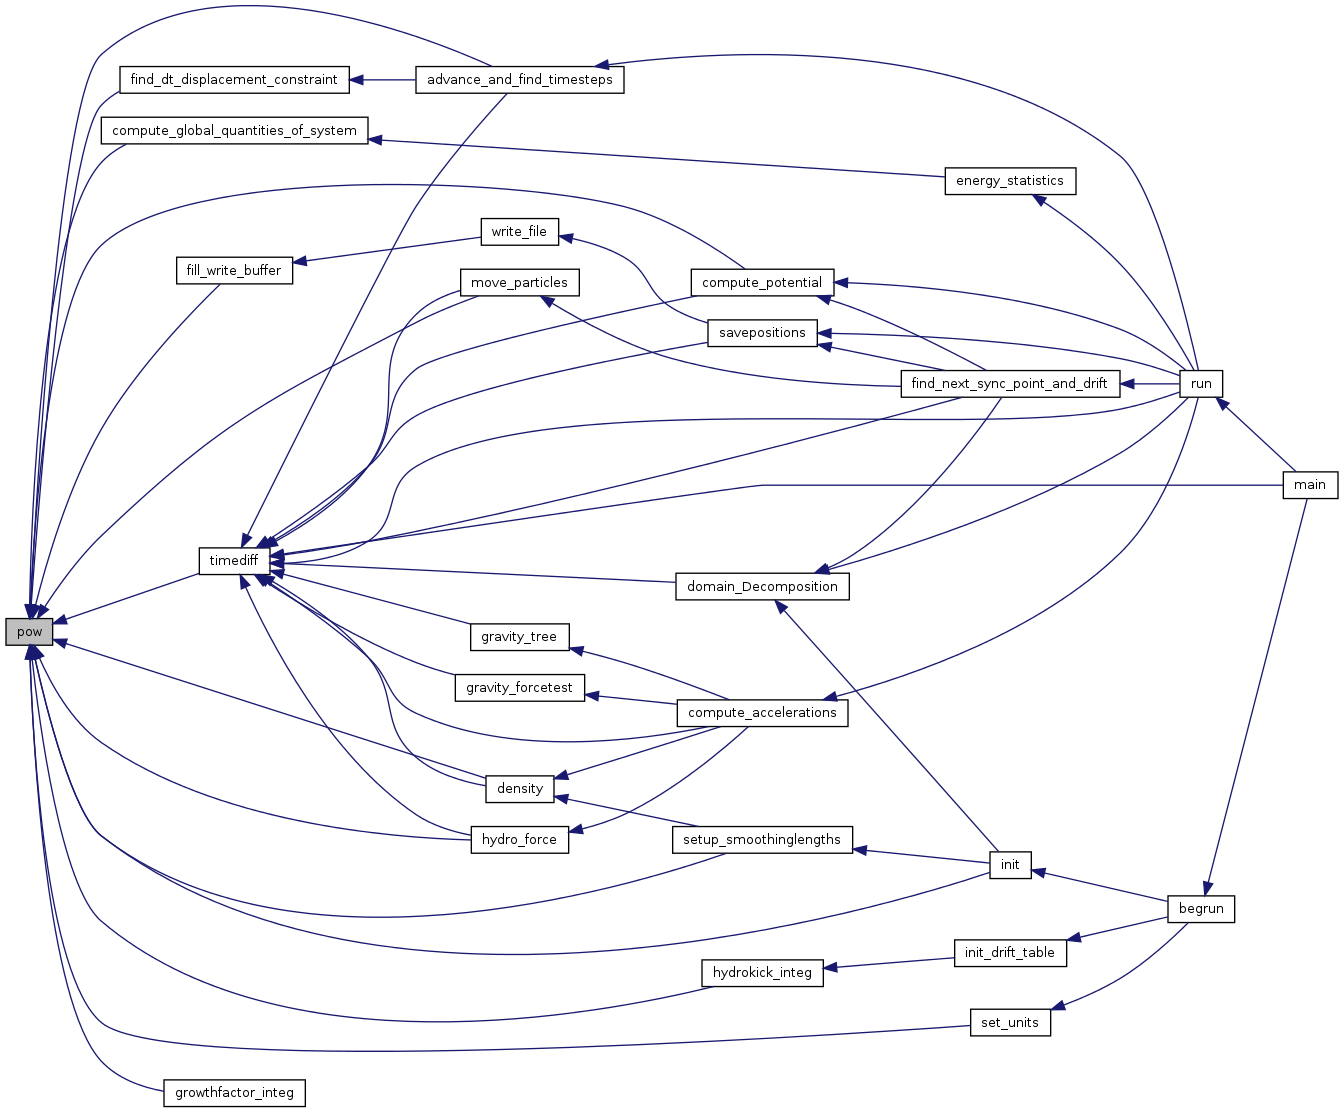 find_dt_displacement_constraint
advance_and_find_timesteps
compute_global_quantities_of_system
energy_statistics
write_file
fill_write_buffer
move_particles
compute_potential
savepositions
find_next_sync_point_and_drift
run
main
timediff
domain_Decomposition
pow
gravity_tree
gravity_forcetest
compute_accelerations
density
hydro_force
setup_smoothinglengths
init
begrun
init_drift_table
hydrokick_integ
set_units
growthfactor_integ